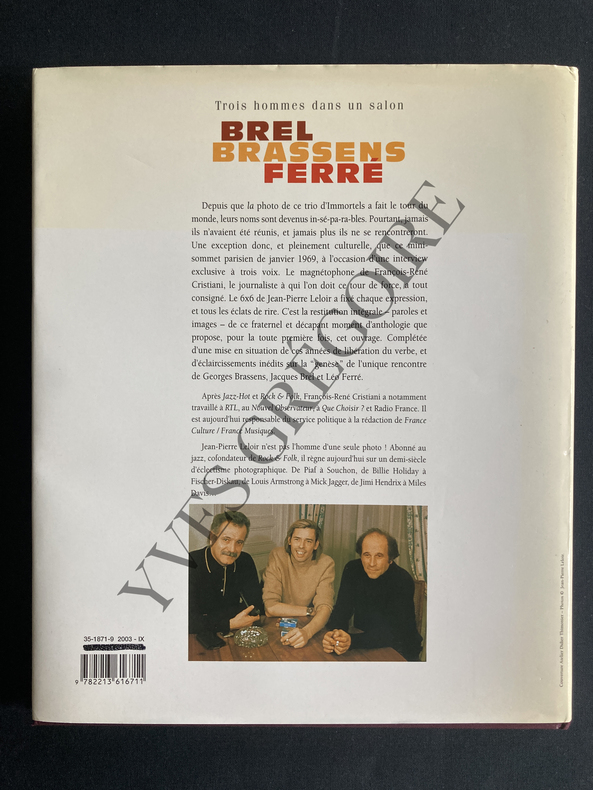 Trois hommes dans un salon
BREL
BRASSENS
FERRÉ
Depuis que la photo de ce trio d'Immortels a fait le tour du
monde, leurs noms sont devenus in-sé-pa-ra-bles. Pourtant, jamais
ils n'avaient été réunis, et jamais plus ils ne se rencontreront.
Une exception donc, et pleinement culturelle, que ce mini-
sommet parisien de janvier 1969, à l'occasion d'une interview
exclusive à trois voix. Le magnétophone de François-René
Cristiani, le journaliste à qui l'on doit ce tour de force, a tout
consigné. Le 6x6 de Jean-Pierre Leloir a fixé chaque expression,
et tous les éclats de rire. C'est la restitution intégrale – paroles et
images – de ce fraternel et décapant moment d'anthologie que
propose, pour la toute première fois, cet ouvrage. Complétée
d'une mise en situation de ces années de libération du verbe, et
d'éclaircissements inédits sur la "genèse" de l'unique rencontre
de Georges Brassens, Jacques Brel et Léo Ferré.
Après Jazz-Hot et Rock & Folk, François-René Cristiani a notamment
travaillé à RTL, au Nouvel Observateur, à Que Choisir ? et Radio France. Il
est aujourd'hui responsable du service politique à la rédaction de France
Culture / France Musiques.
Jean-Pierre Leloir n'est pas l'homme d'une seule photo ! Abonné au
jazz, cofondateur de Rock & Folk, il règne aujourd'hui sur un demi-siècle
d'éclectisme photographique. De Piaf à Souchon, de Billie Holiday à
Fischer-Diskau, de Louis Armstrong à Mick Jagger, de Jimi Hendrix à Miles
Davis...
YVES GRÉGOIRE
35-1871-9 2003 - IX
9 782213 616711
Couverture Atelier Didier Thimonier – Photos © Jean-Pierre Leloir